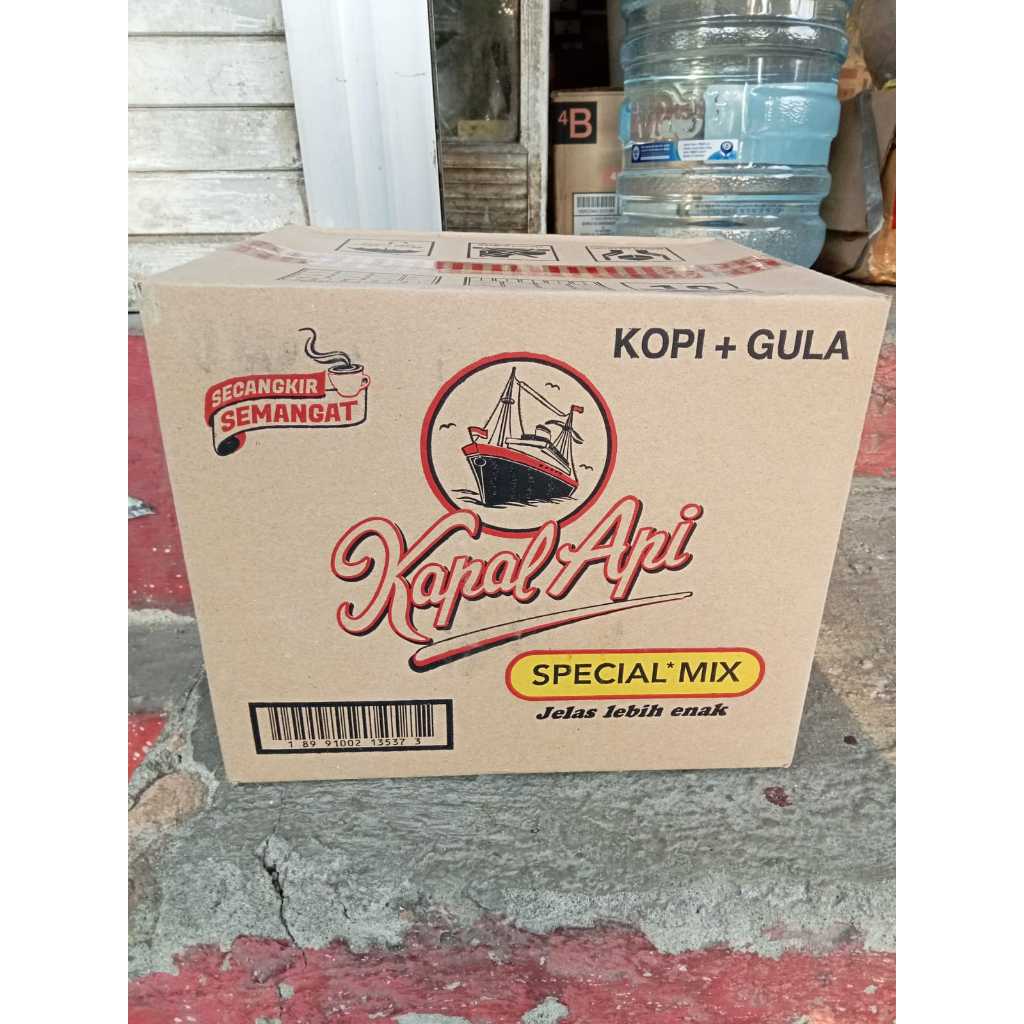 4B
KOPI + GULA
SECANGKIR
SEMANGAT
Kapal Api
SPECIAL* MIX
Jelas lebih enak
1 89 91002 13537 3